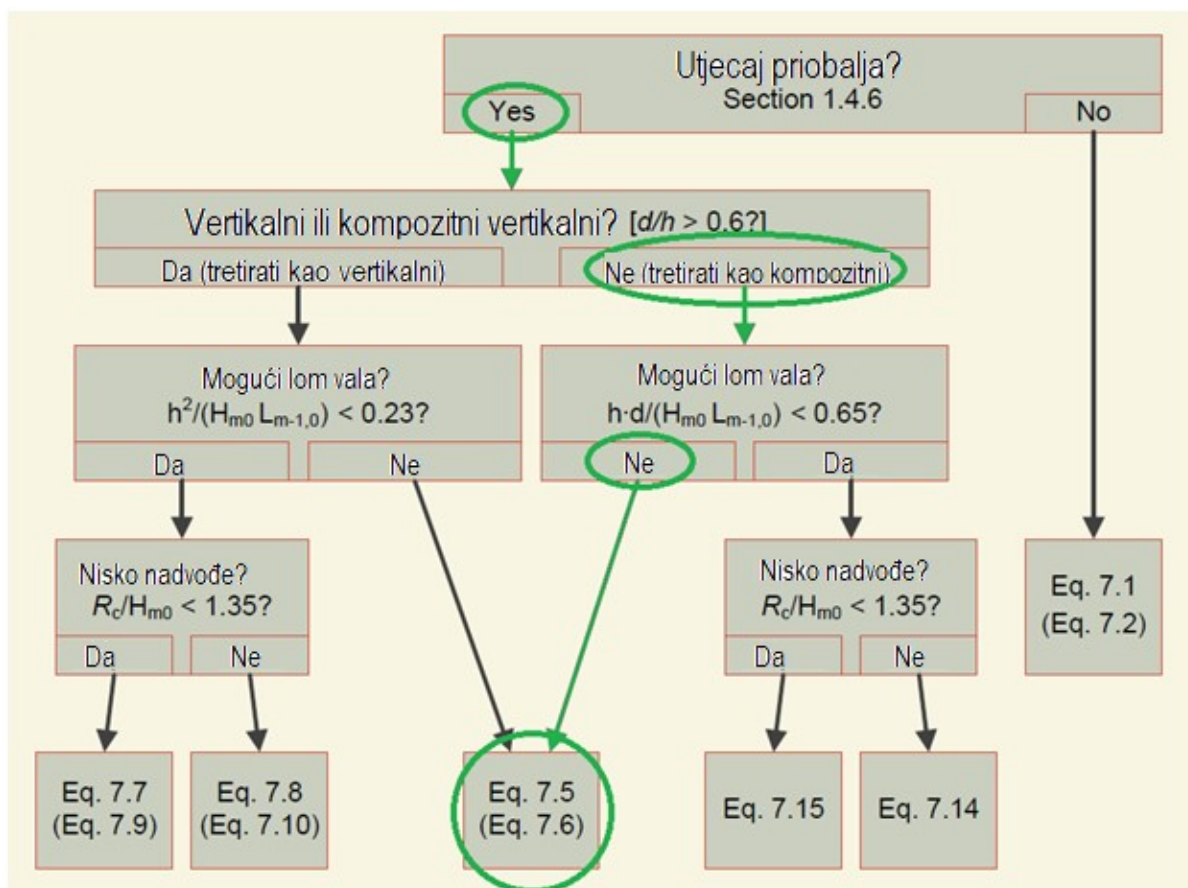 Utjecaj priobalja?
Section 1.4.6
Yes
No
Vertikalni ili kompozitni vertikalni? [d/h > 0.6?]
Da (tretirati kao vertikalni)
Ne (tretirati kao kompozitni)
Mogući lom vala?
h²/(Hm0 Lm-1,0) < 0.23?
Da
Ne
Mogući lom vala?
h·d/(Hm0 Lm-1,0) < 0.65?
Ne
Da
Nisko nadvođe?
Rc/Hm0 < 1.35?
Da
Ne
Nisko nadvođe?
Rc/Hm0 < 1.35?
Da
Ne
Eq. 7.1
(Eq. 7.2)
Eq. 7.7
(Eq. 7.9)
Eq. 7.8
(Eq. 7.10)
Eq. 7.5
(Eq. 7.6)
Eq. 7.15
Eq. 7.14